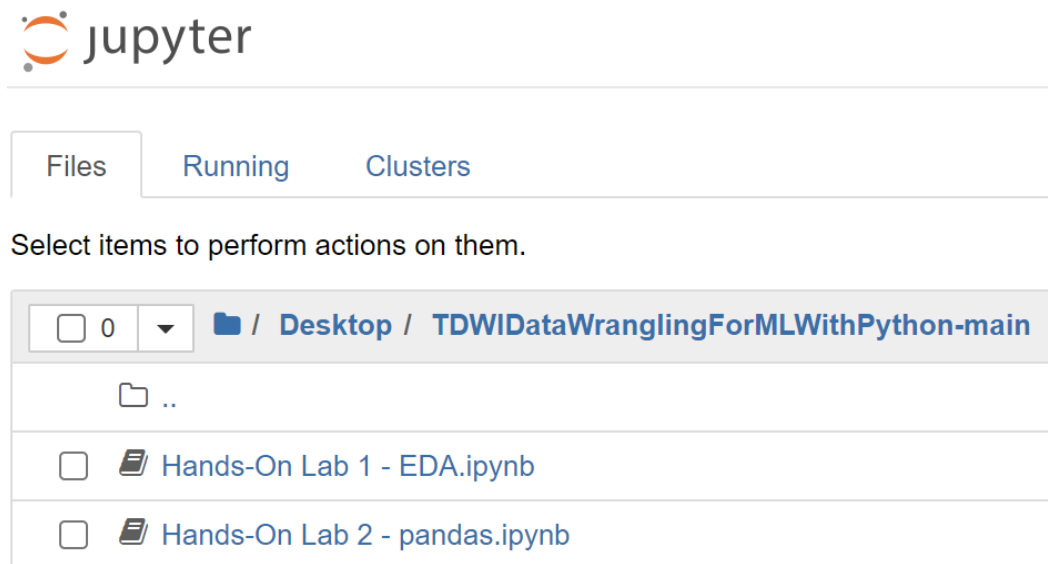 jupyter
Files Running Clusters
Select items to perform actions on them.
0 / Desktop / TDWIDataWranglingForMLWithPython-main
..
Hands-On Lab 1 - EDA.ipynb
Hands-On Lab 2 - pandas.ipynb